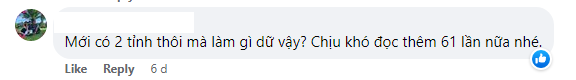 Reply
Mới có 2 tỉnh thôi mà làm gì dữ vậy? Chịu khó đọc thêm 61 lần nữa nhé.
Like Reply 6 d